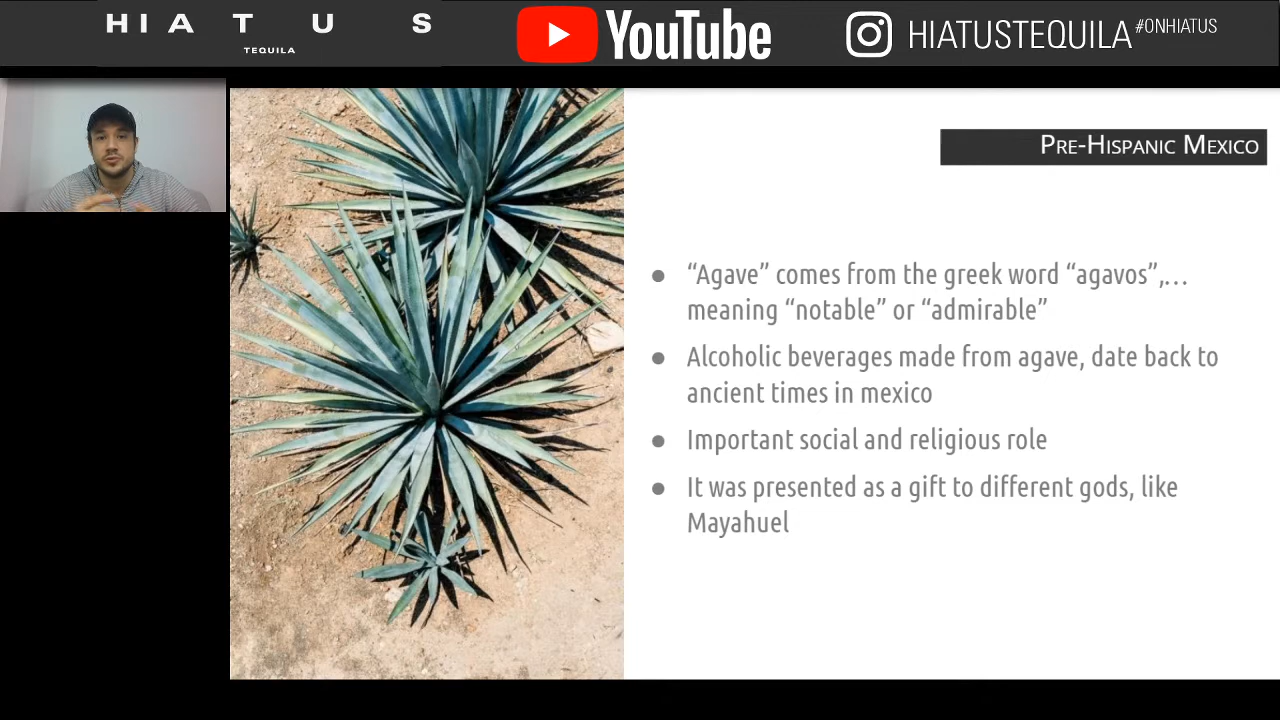 HIATUS
TEQUILA
YouTube
HIATUSTEQUILA #ONHIATUS
Pre-Hispanic Mexico
● “Agave” comes from the greek word “agavos”,…
meaning “notable” or “admirable”
● Alcoholic beverages made from agave, date back to
ancient times in mexico
● Important social and religious role
● It was presented as a gift to different gods, like
Mayahuel